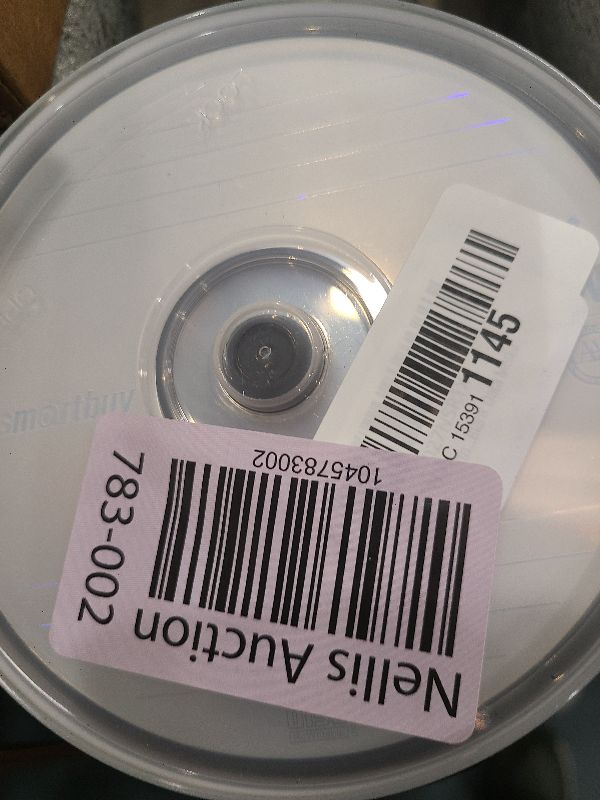 C 15391 1145
1045783002
783-002
Nellis Auction
smartbuy